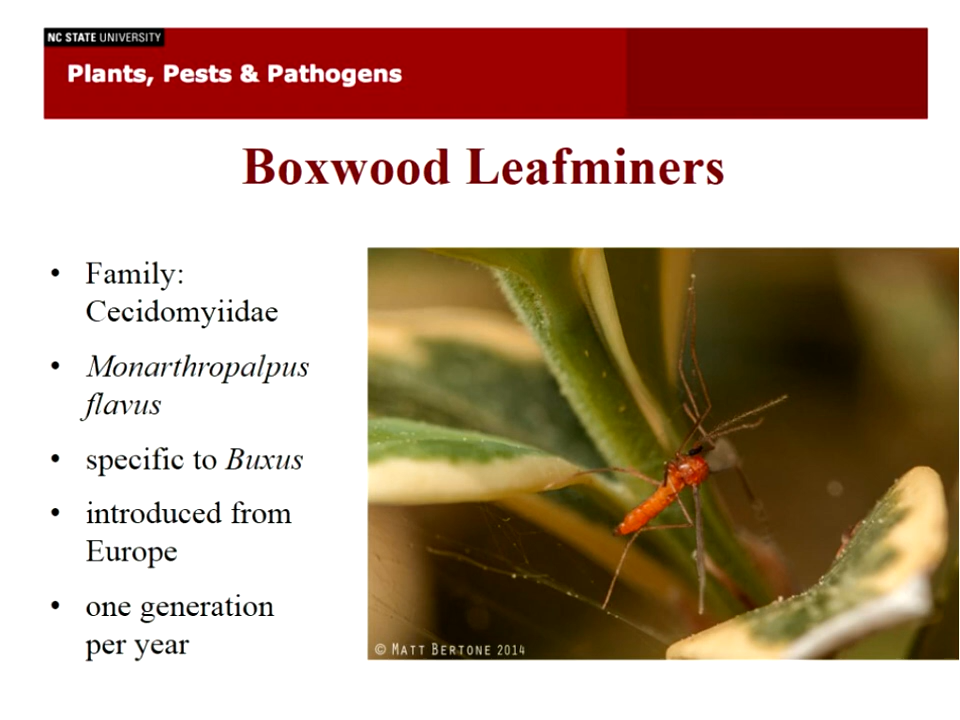 NC STATE UNIVERSITY
Plants, Pests & Pathogens
Boxwood Leafminers
• Family:
Cecidomyiidae
• Monarthropalpus
flavus
• specific to Buxus
• introduced from
Europe
• one generation
per year
© MATT BERTONE 2014